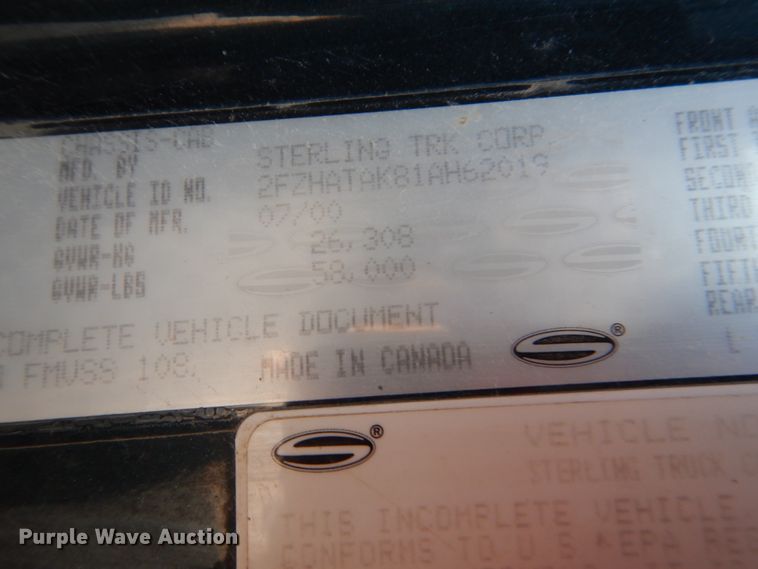 CHASSIS-CAB
MFD. BY STERLING TRK CORP.
VEHICLE ID NO. 2FZHATAK81AH62019
DATE OF MFR. 07/00
GVWR-KG 26,308
GVWR-LBS 58,000
COMPLETE VEHICLE DOCUMENT
FMVSS 108. MADE IN CANADA
®
FRONT A
FIRST
SECOND
THIRD
FOURT
FIFTH
REAR
L
®
VEHICLE
STERLING TRUCK C
THIS INCOMPLETE VEHICLE
CONFORMS TO U.S. EPA
Purple Wave Auction